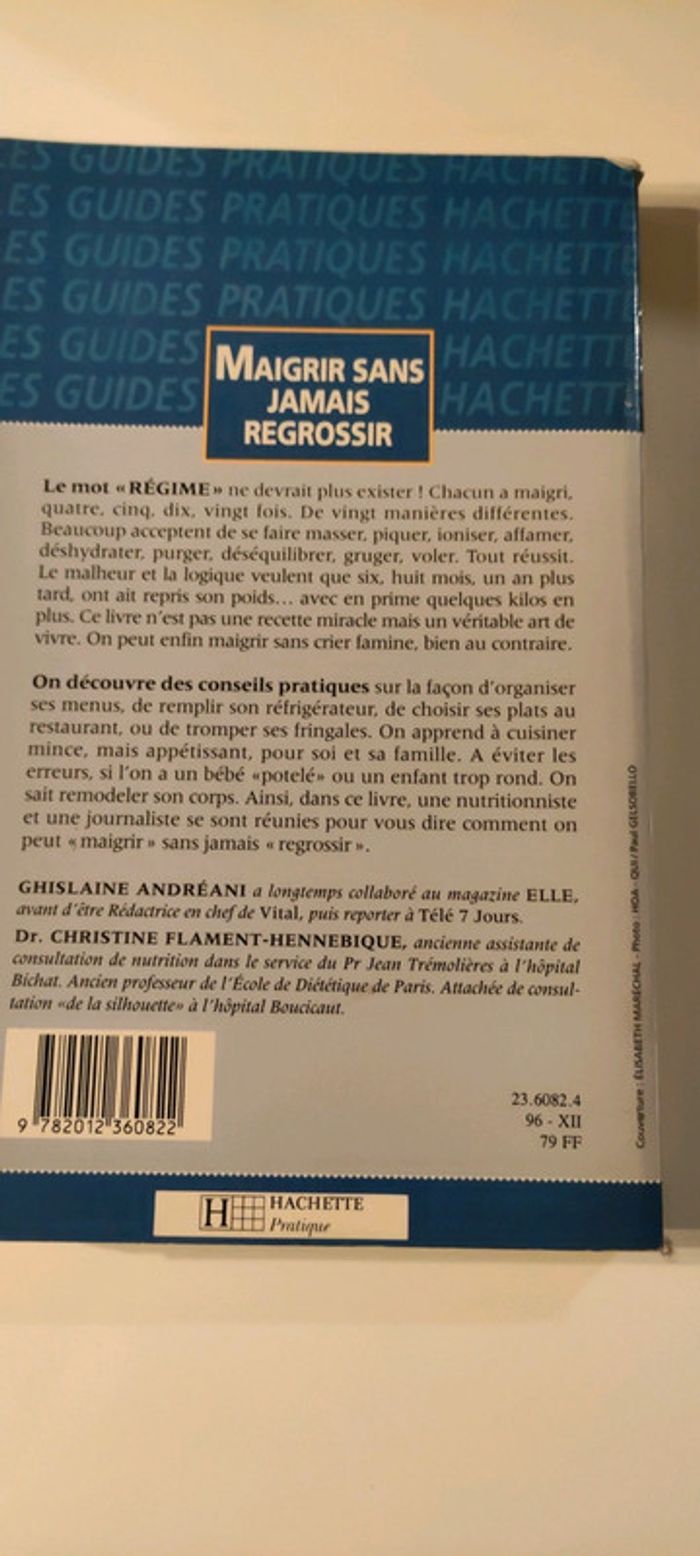 ES GUIDES PRATIQUES HACHETTE
ES GUIDES PRATIQUES HACHETTE
ES GUIDES PRATIQUES HACHETTE
ES GUIDES PRATIQUES HACHETT
ES GUIDES HACHETT
ES GUIDES HACHETT
MAIGRIR SANS
JAMAIS
REGROSSIR
Le mot «RÉGIME» ne devrait plus exister ! Chacun a maigri,
quatre, cinq, dix, vingt fois. De vingt manières différentes.
Beaucoup acceptent de se faire masser, piquer, ioniser, affamer,
déshydrater, purger, déséquilibrer, gruger, voler. Tout réussit.
Le malheur et la logique veulent que six, huit mois, un an plus
tard, ont ait repris son poids... avec en prime quelques kilos en
plus. Ce livre n'est pas une recette miracle mais un véritable art de
vivre. On peut enfin maigrir sans crier famine, bien au contraire.
On découvre des conseils pratiques sur la façon d'organiser
ses menus, de remplir son réfrigérateur, de choisir ses plats au
restaurant, ou de tromper ses fringales. On apprend à cuisiner
mince, mais appétissant, pour soi et sa famille. A éviter les
erreurs, si l'on a un bébé «potelé» ou un enfant trop rond. On
sait remodeler son corps. Ainsi, dans ce livre, une nutritionniste
et une journaliste se sont réunies pour vous dire comment on
peut « maigrir » sans jamais « regrossir ».
GHISLAINE ANDRÉANI a longtemps collaboré au magazine ELLE,
avant d'être Rédactrice en chef de Vital, puis reporter à Télé 7 Jours.
Dr. CHRISTINE FLAMENT-HENNEBIQUE, ancienne assistante de
consultation de nutrition dans le service du Pr Jean Trémolières à l'hôpital
Bichat. Ancien professeur de l'École de Diététique de Paris. Attachée de consul-
tation «de la silhouette» à l'hôpital Boucicaut.
Couverture : ÉLISABETH MARÉCHAL - Photo : HOA - QUI / Paul GELSOBELLO
9 782012 360822
23.6082.4
96 - XII
79 FF
H HACHETTE
Pratique